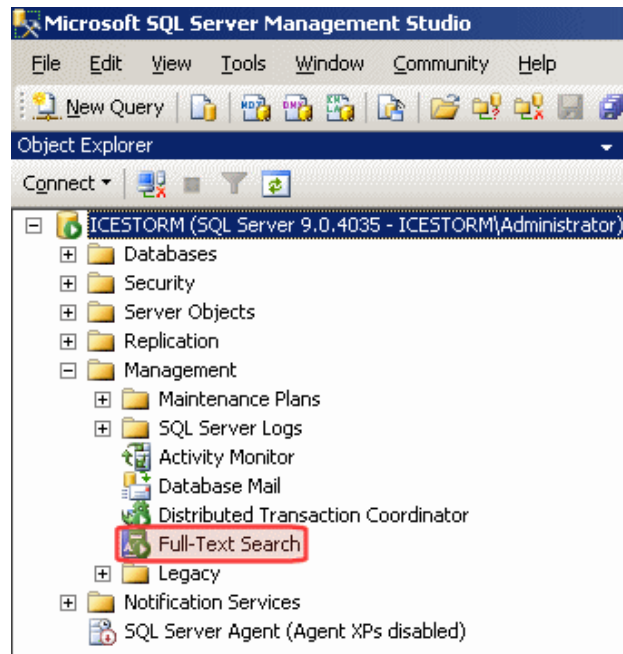 Microsoft SQL Server Management Studio
File Edit View Tools Window Community Help
New Query
Object Explorer
Connect
ICESTORM (SQL Server 9.0.4035 - ICESTORM\Administrator)
Databases
Security
Server Objects
Replication
Management
Maintenance Plans
SQL Server Logs
Activity Monitor
Database Mail
Distributed Transaction Coordinator
Full-Text Search
Legacy
Notification Services
SQL Server Agent (Agent XPs disabled)